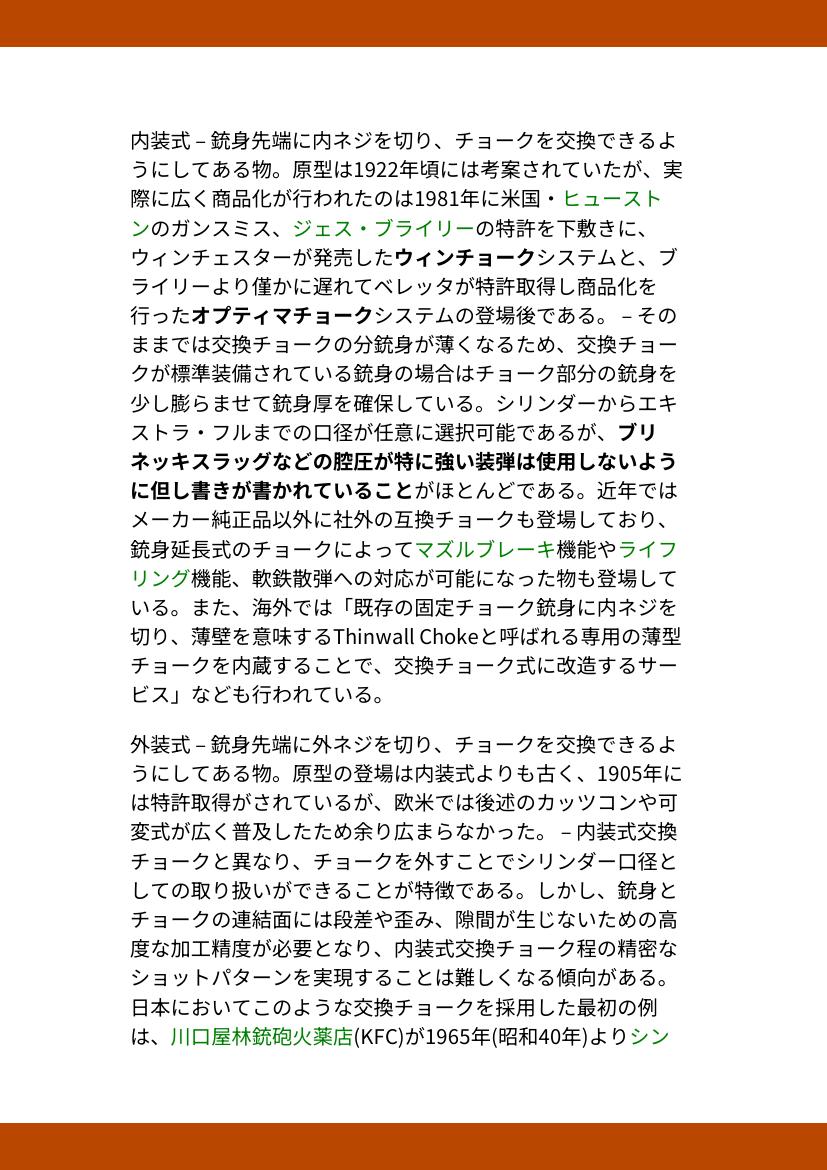 内装式 – 銃身先端に内ネジを切り、チョークを交換できるよ
うにしてある物。原型は1922年頃には考案されていたが、実
際に広く商品化が行われたのは1981年に米国・ヒュースト
ンのガンスミス、ジェス・ブライリーの特許を下敷きに、
ウィンチェスターが発売したウィンチョークシステムと、ブ
ライリーより僅かに遅れてベレッタが特許取得し商品化を
行ったオプティマチョークシステムの登場後である。 – その
ままでは交換チョークの分銃身が薄くなるため、交換チョー
クが標準装備されている銃身の場合はチョーク部分の銃身を
少し膨らませて銃身厚を確保している。シリンダーからエキ
ストラ・フルまでの口径が任意に選択可能であるが、ブリ
ネッキスラッグなどの腔圧が特に強い装弾は使用しないよう
に但し書きが書かれていることがほとんどである。近年では
メーカー純正品以外に社外の互換チョークも登場しており、
銃身延長式のチョークによってマズルブレーキ機能やライフ
リング機能、軟鉄散弾への対応が可能になった物も登場して
いる。また、海外では「既存の固定チョーク銃身に内ネジを
切り、薄壁を意味するThinwall Chokeと呼ばれる専用の薄型
チョークを内蔵することで、交換チョーク式に改造するサー
ビス」なども行われている。
外装式 – 銃身先端に外ネジを切り、チョークを交換できるよ
うにしてある物。原型の登場は内装式よりも古く、1905年に
は特許取得がされているが、欧米では後述のカッツコンや可
変式が広く普及したため余り広まらなかった。 – 内装式交換
チョークと異なり、チョークを外すことでシリンダー口径と
しての取り扱いができることが特徴である。しかし、銃身と
チョークの連結面には段差や歪み、隙間が生じないための高
度な加工精度が必要となり、内装式交換チョーク程の精密な
ショットパターンを実現することは難しくなる傾向がある。
日本においてこのような交換チョークを採用した最初の例
は、川口屋林銃砲火薬店(KFC)が1965年(昭和40年)よりシン